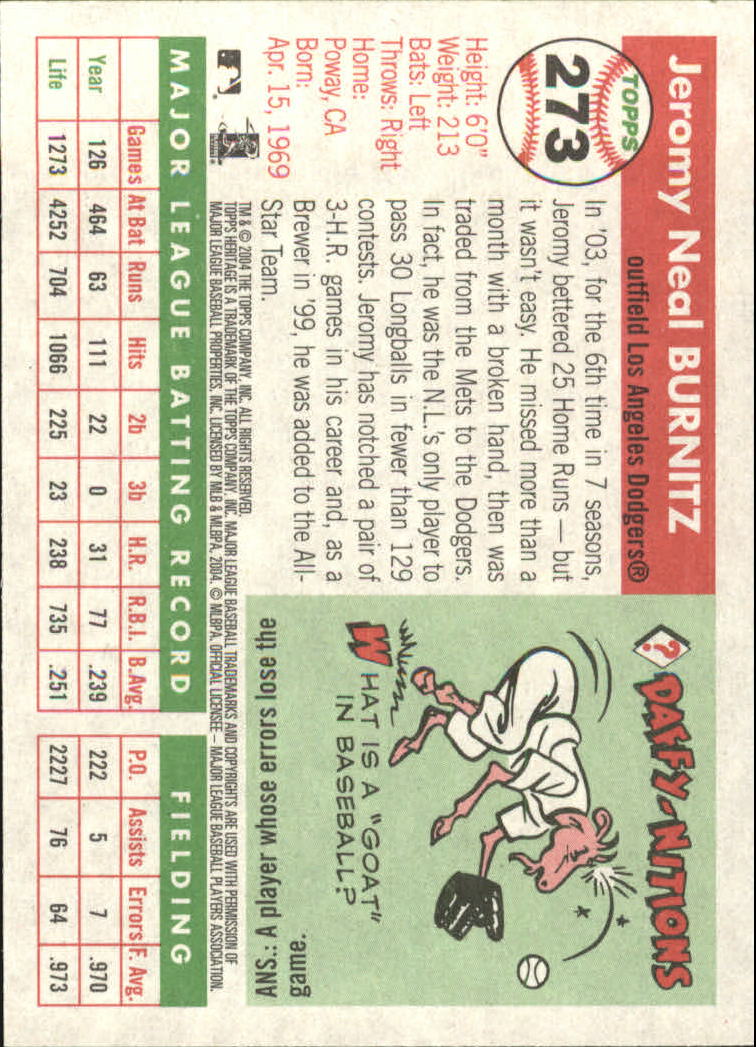 Jeromy Neal BURNITZ
outfield Los Angeles Dodgers®
TOPPS
273
Height: 6'0"
Weight: 213
Bats: Left
Throws: Right
Home:
Poway, CA
Born:
Apr. 15, 1969
In '03, for the 6th time in 7 seasons,
Jeromy bettered 25 Home Runs — but
it wasn't easy. He missed more than a
month with a broken hand, then was
traded from the Mets to the Dodgers.
In fact, he was the N.L.'s only player to
pass 30 Longballs in fewer than 129
contests. Jeromy has notched a pair of
3-H.R. games in his career and, as a
Brewer in '99, he was added to the All-
Star Team.
? DAFFY-NITIONS
WHAT IS A "GOAT"
IN BASEBALL?
ANS.: A player whose errors lose the
game.
TM & © 2004 THE TOPPS COMPANY, INC. ALL RIGHTS RESERVED.
TOPPS HERITAGE IS A TRADEMARK OF THE TOPPS COMPANY, INC. MAJOR LEAGUE BASEBALL TRADEMARKS AND COPYRIGHTS ARE USED WITH PERMISSION OF
MAJOR LEAGUE BASEBALL PROPERTIES, INC. LICENSED BY MLB & MLBPA, 2004. © MLBPA. OFFICIAL LICENSEE – MAJOR LEAGUE BASEBALL PLAYERS ASSOCIATION.
MAJOR LEAGUE BATTING RECORD FIELDING
Games At Bat Runs Hits 2b 3b H.R. R.B.I. B.Avg. P.O. Assists Errors F. Avg.
Year 126 464 63 111 22 0 31 77 .239 222 5 7 .970
Life 1273 4252 704 1066 225 23 238 735 .251 2227 76 64 .973